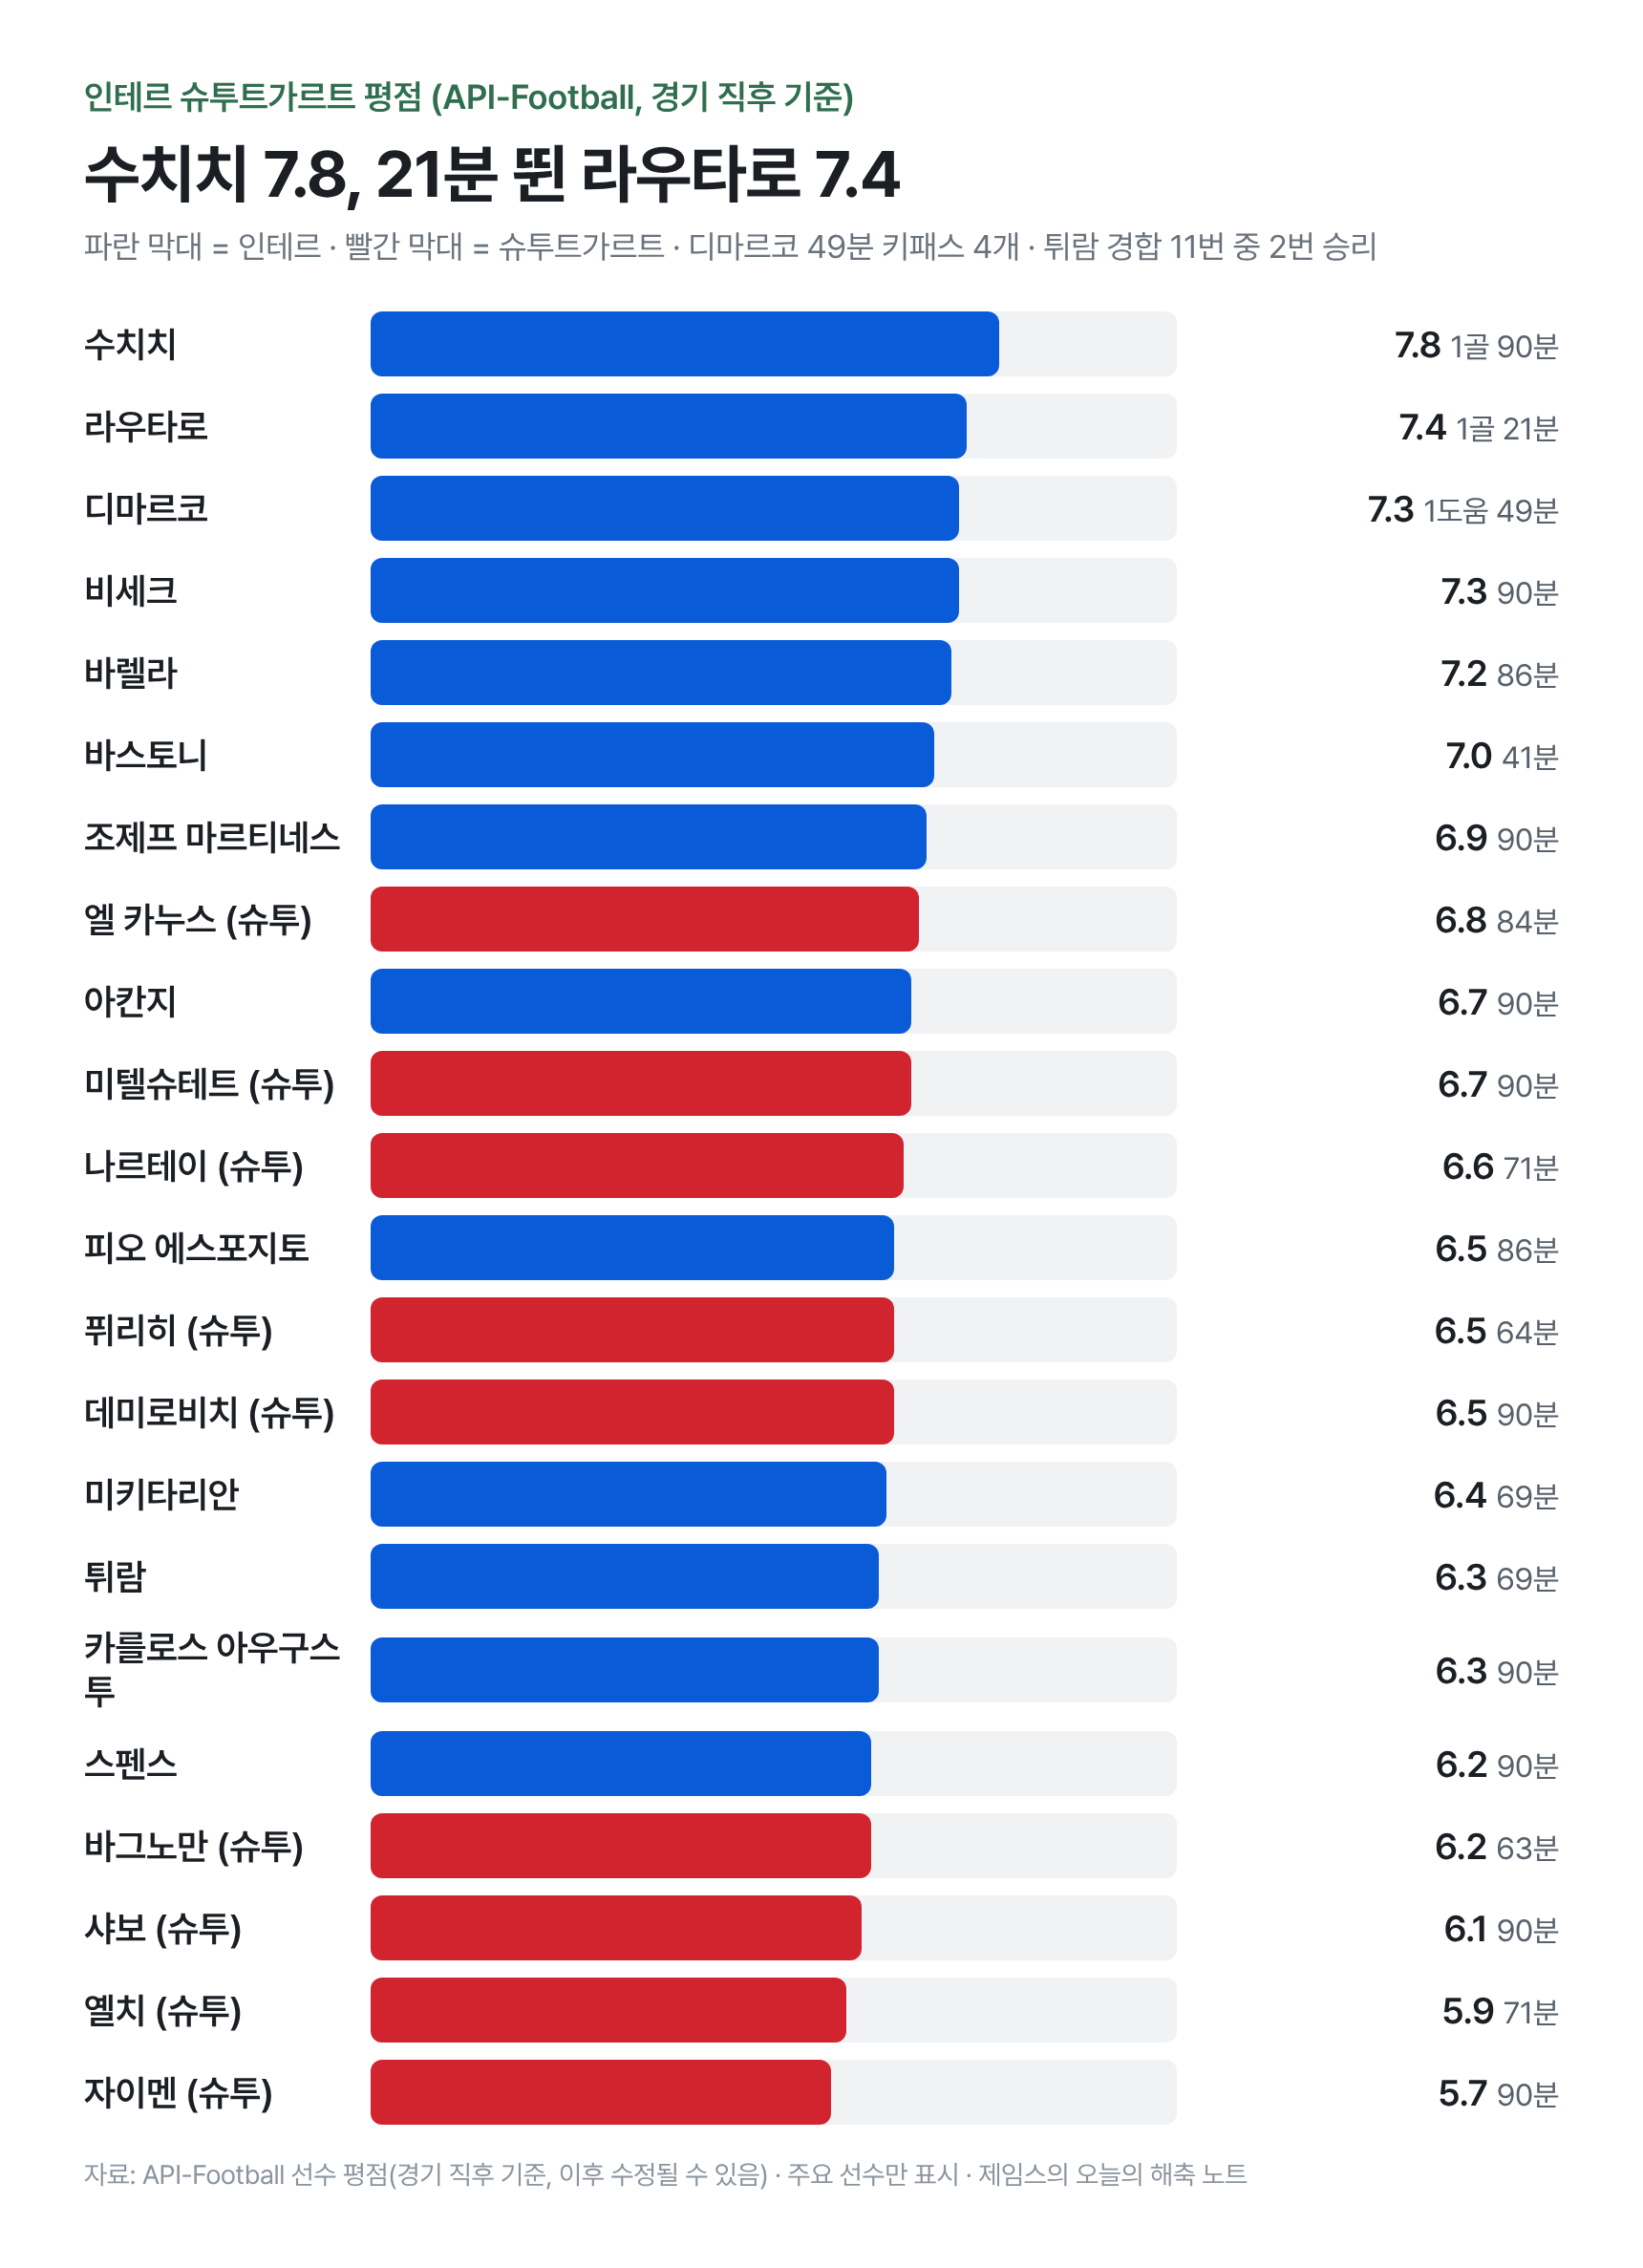 인테르 슈투트가르트 평점 (API-Football, 경기 직후 기준)
수치치 7.8, 21분 뛴 라우타로 7.4
파란 막대 = 인테르 · 빨간 막대 = 슈투트가르트 · 디마르코 49분 키패스 4개 · 튀람 경합 11번 중 2번 승리
수치치 7.8 1골 90분
라우타로 7.4 1골 21분
디마르코 7.3 1도움 49분
비세크 7.3 90분
바렐라 7.2 86분
바스토니 7.0 41분
조제프 마르티네스 6.9 90분
엘 카누스 (슈투) 6.8 84분
아칸지 6.7 90분
미텔슈테트 (슈투) 6.7 90분
나르테이 (슈투) 6.6 71분
피오 에스포지토 6.5 86분
퓌리히 (슈투) 6.5 64분
데미로비치 (슈투) 6.5 90분
미키타리안 6.4 69분
튀람 6.3 69분
카를로스 아우구스
투 6.3 90분
스펜스 6.2 90분
바그노만 (슈투) 6.2 63분
샤보 (슈투) 6.1 90분
옐치 (슈투) 5.9 71분
자이멘 (슈투) 5.7 90분
자료: API-Football 선수 평점(경기 직후 기준, 이후 수정될 수 있음) · 주요 선수만 표시 · 제임스의 오늘의 해축 노트